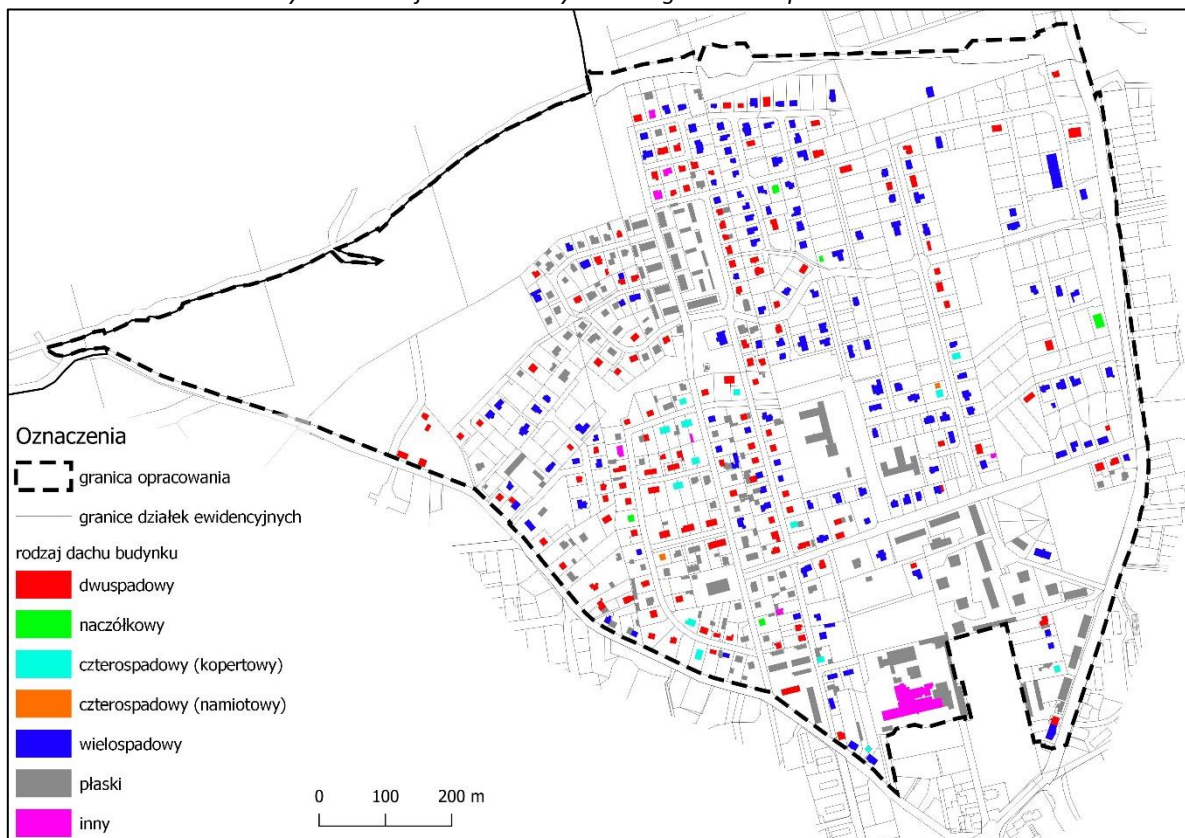 Oznaczenia
granica opracowania
granice działek ewidencyjnych
rodzaj dachu budynku
dwuspadowy
naczółkowy
czterospadowy (kopertowy)
czterospadowy (namiotowy)
wielospadowy
płaski
inny
0 100 200 m